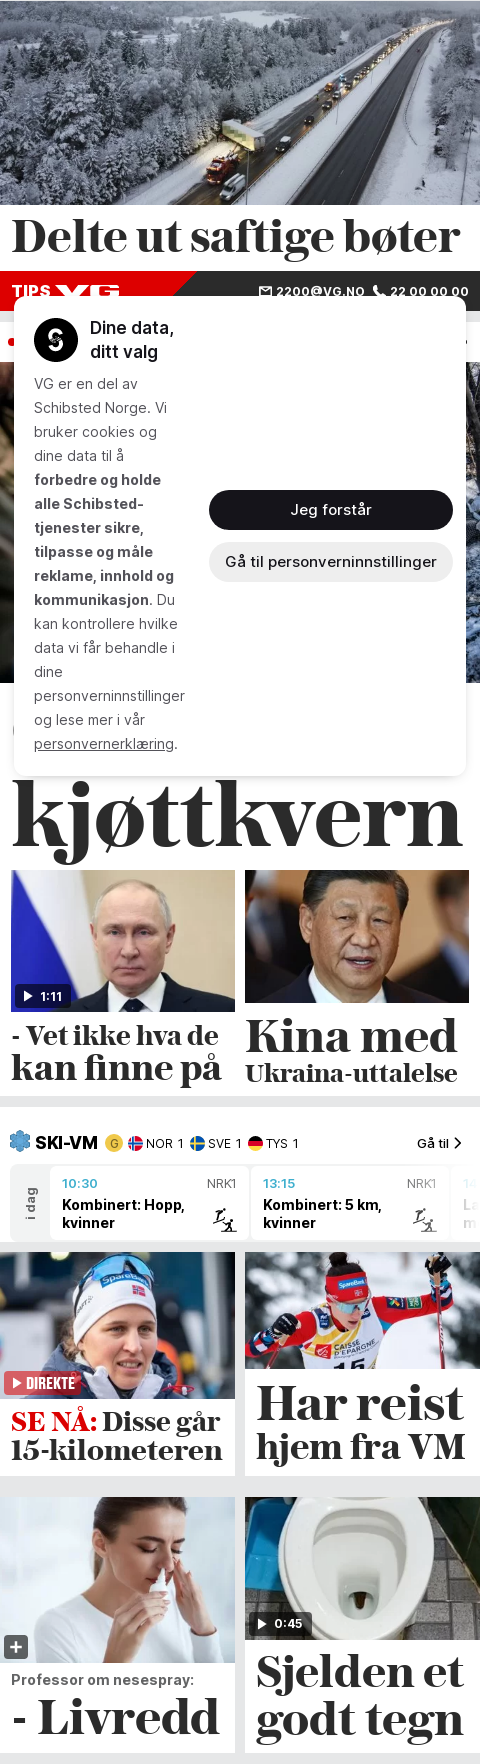 Delte ut saftige bøter
TIPS VG 2200@VG.NO 22 00 00 00
Dine data,
ditt valg
VG er en del av
Schibsted Norge. Vi
bruker cookies og
dine data til å
forbedre og holde
alle Schibsted-
tjenester sikre,
tilpasse og måle
reklame, innhold og
kommunikasjon. Du
kan kontrollere hvilke
data vi får behandle i
dine
personverninnstillinger
og lese mer i vår
personvernerklæring.
Jeg forstår
Gå til personverninnstillinger
kjøttkvern
1:11
- Vet ikke hva de
kan finne på
Kina med
Ukraina-uttalelse
SKI-VM G NOR 1 SVE 1 TYS 1 Gå til
i dag
10:30 NRK1
Kombinert: Hopp,
kvinner
13:15 NRK1
Kombinert: 5 km,
kvinner
DIREKTE
SE NÅ: Disse går
15-kilometeren
SpareBank
CAISSE
D'EPARGNE
15
Har reist
hjem fra VM
Professor om nesespray:
- Livredd
0:45
Sjelden et
godt tegn